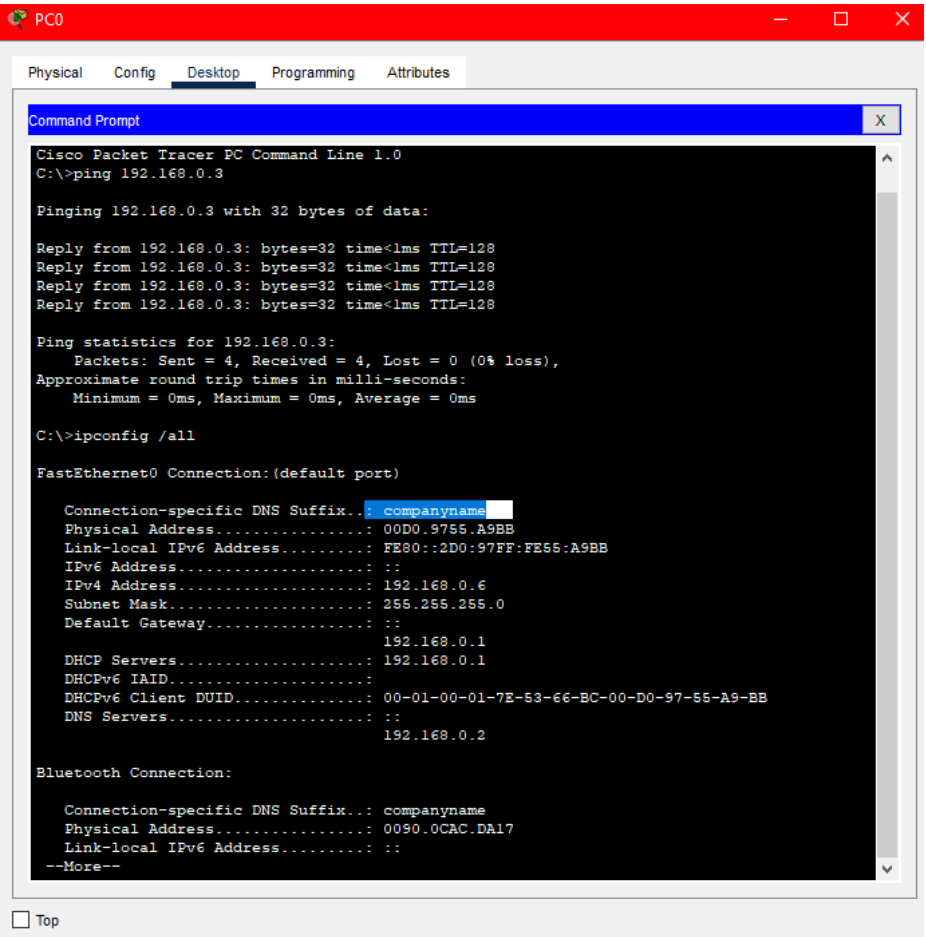 PC0
Physical Config Desktop Programming Attributes
Command Prompt
X
Cisco Packet Tracer PC Command Line 1.0
C:\>ping 192.168.0.3
Pinging 192.168.0.3 with 32 bytes of data:
Reply from 192.168.0.3: bytes=32 time<1ms TTL=128
Reply from 192.168.0.3: bytes=32 time<1ms TTL=128
Reply from 192.168.0.3: bytes=32 time<1ms TTL=128
Reply from 192.168.0.3: bytes=32 time<1ms TTL=128
Ping statistics for 192.168.0.3:
Packets: Sent = 4, Received = 4, Lost = 0 (0% loss),
Approximate round trip times in milli-seconds:
Minimum = 0ms, Maximum = 0ms, Average = 0ms
C:\>ipconfig /all
FastEthernet0 Connection:(default port)
Connection-specific DNS Suffix..: companyname
Physical Address................: 00D0.9755.A9BB
Link-local IPv6 Address.........: FE80::2D0:97FF:FE55:A9BB
IPv6 Address....................: ::
IPv4 Address....................: 192.168.0.6
Subnet Mask.....................: 255.255.255.0
Default Gateway.................: ::
192.168.0.1
DHCP Servers....................: 192.168.0.1
DHCPv6 IAID.....................:
DHCPv6 Client DUID..............: 00-01-00-01-7E-53-66-BC-00-D0-97-55-A9-BB
DNS Servers.....................: ::
192.168.0.2
Bluetooth Connection:
Connection-specific DNS Suffix..: companyname
Physical Address................: 0090.0CAC.DA17
Link-local IPv6 Address.........: ::
--More--
Top